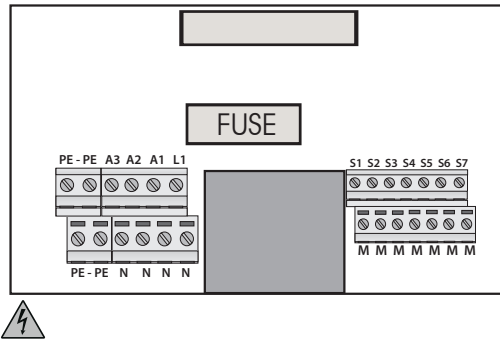 FUSE
PE - PE A3 A2 A1 L1
S1 S2 S3 S4 S5 S6 S7
PE - PE N N N N
M M M M M M M